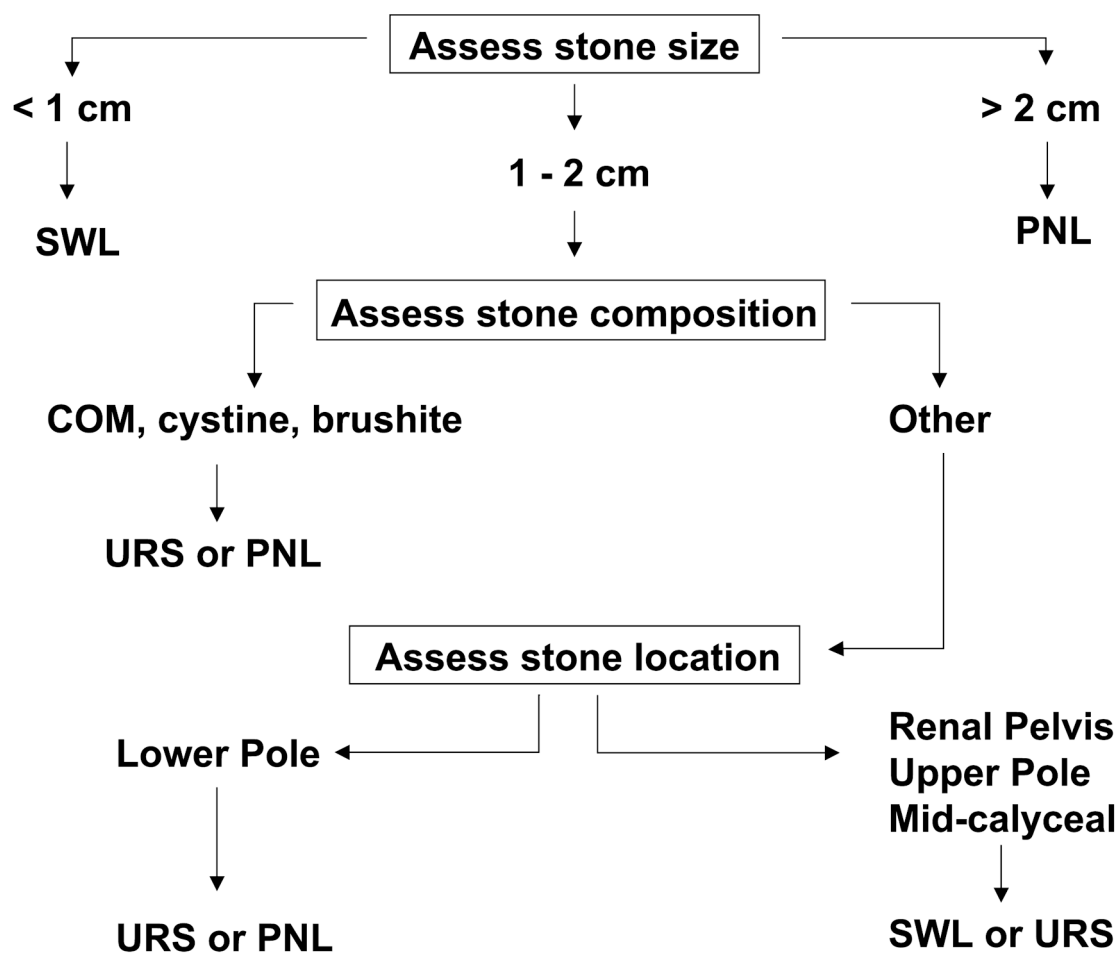 Assess stone size
< 1 cm
> 2 cm
1 - 2 cm
SWL
PNL
Assess stone composition
COM, cystine, brushite
Other
URS or PNL
Assess stone location
Lower Pole
Renal Pelvis
Upper Pole
Mid-calyceal
URS or PNL
SWL or URS